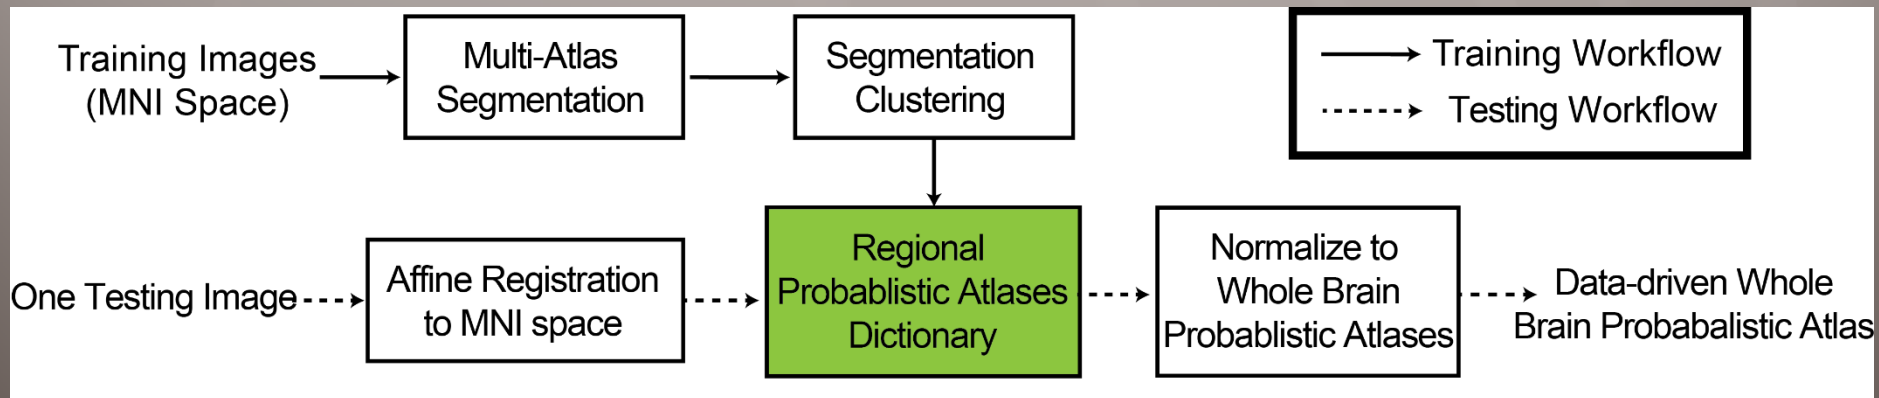 Training Images
(MNI Space)
Multi-Atlas
Segmentation
Segmentation
Clustering
Training Workflow
Testing Workflow
One Testing Image
Affine Registration
to MNI space
Regional
Probablistic Atlases
Dictionary
Normalize to
Whole Brain
Probablistic Atlases
Data-driven Whole
Brain Probabalistic Atlas